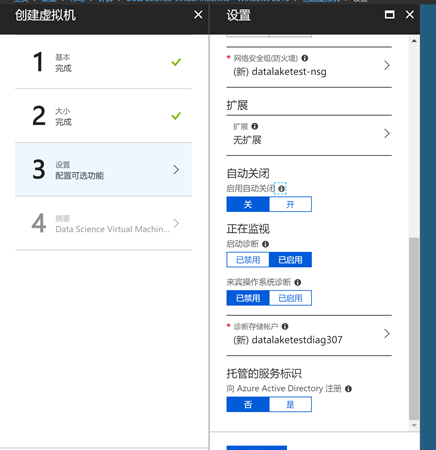 创建虚拟机
1
基本
完成
2
大小
完成
3
设置
配置可选功能
4
摘要
Data Science Virtual Machin...
设置
* 网络安全组(防火墙)
(新) datalaketest-nsg
扩展
扩展
无扩展
自动关闭
启用自动关闭
关 开
正在监视
启动诊断
已禁用 已启用
来宾操作系统诊断
已禁用 已启用
* 诊断存储帐户
(新) datalaketestdiag307
托管的服务标识
向 Azure Active Directory 注册
否 是